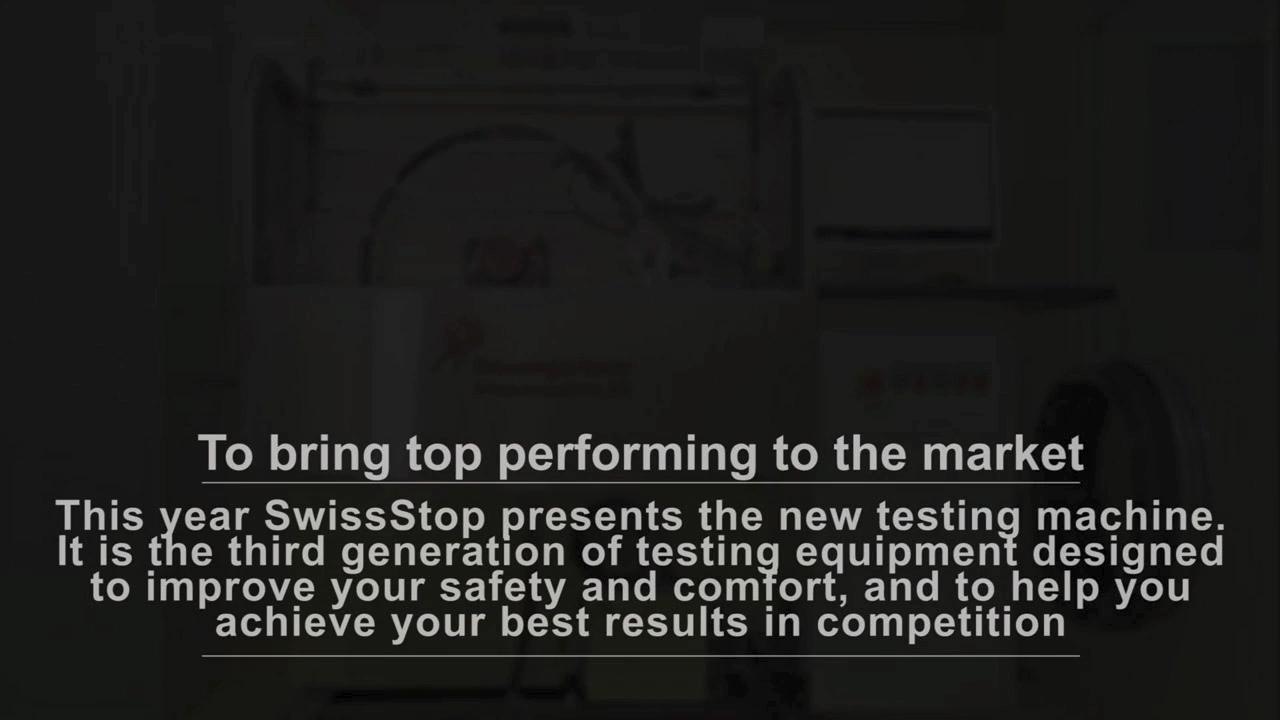 To bring top performing to the market
This year SwissStop presents the new testing machine.
It is the third generation of testing equipment designed
to improve your safety and comfort, and to help you
achieve your best results in competition